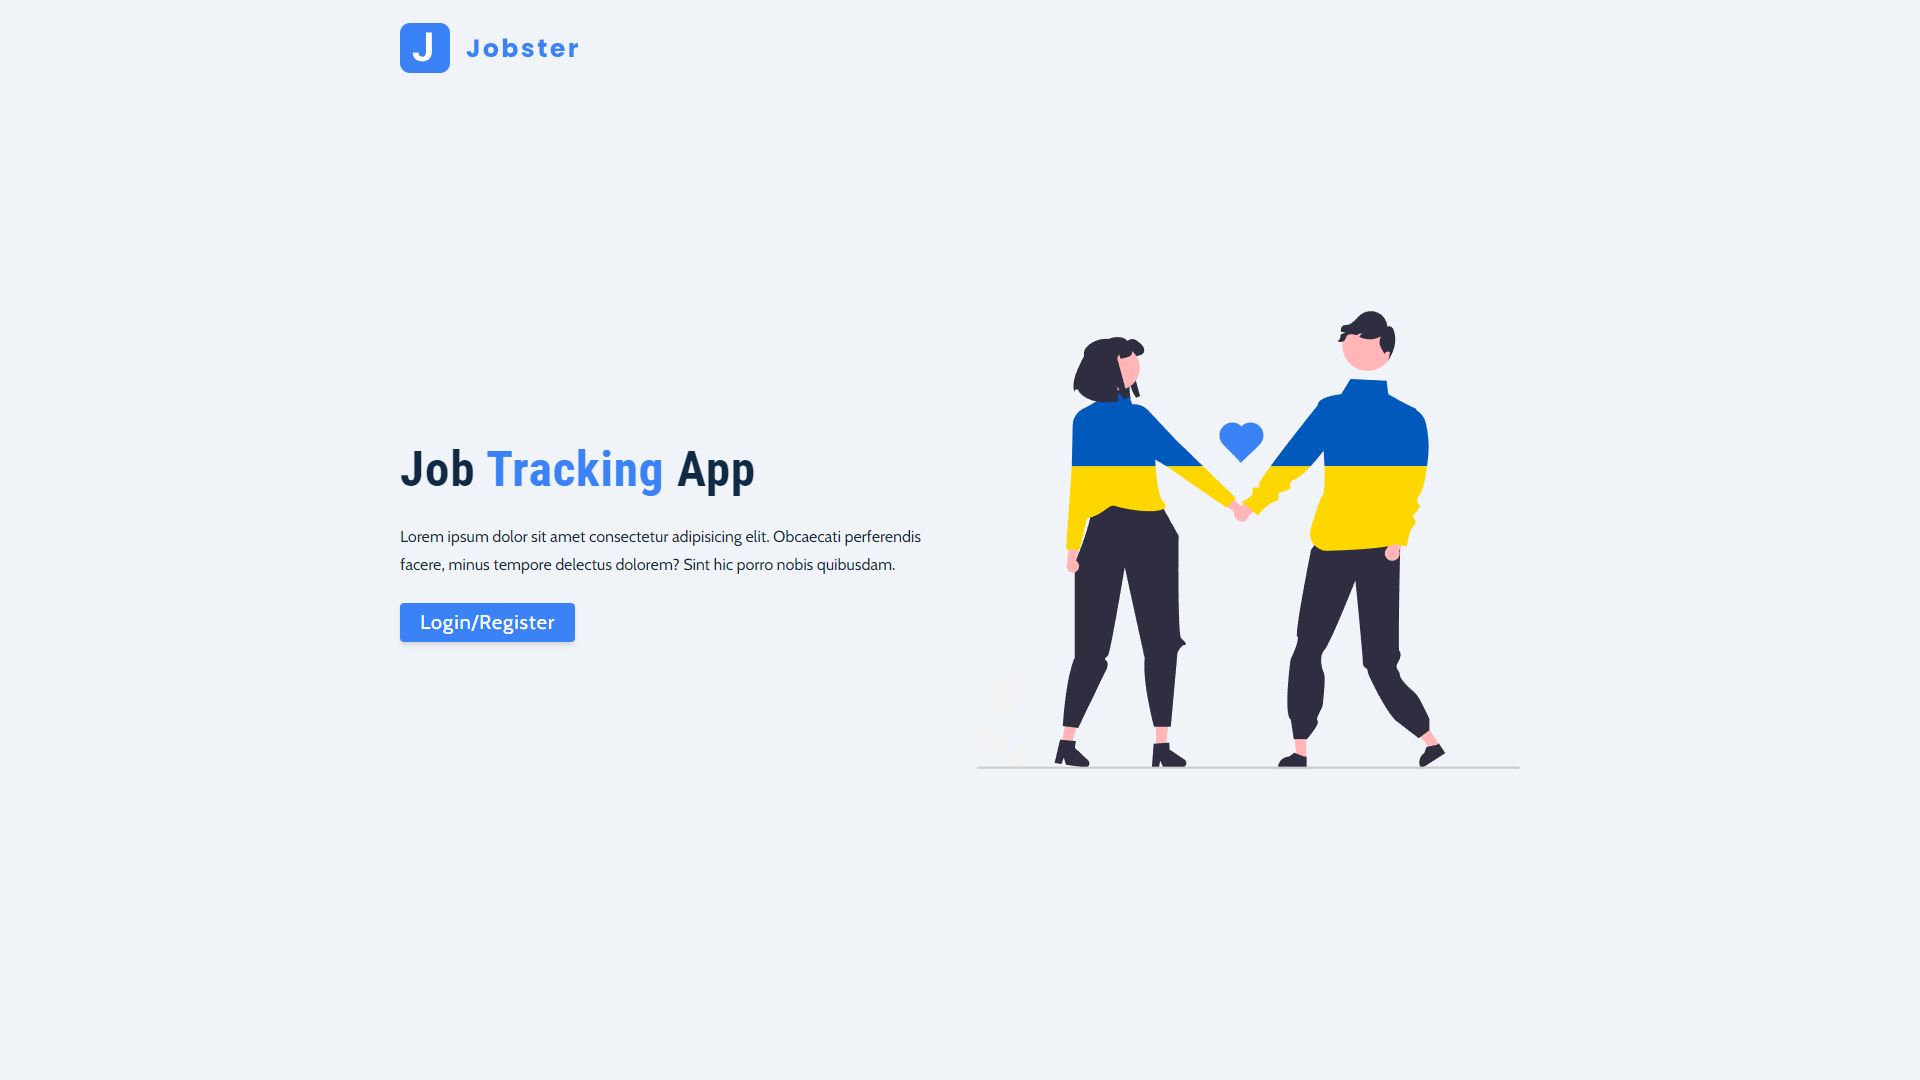 J Jobster
Job Tracking App
Lorem ipsum dolor sit amet consectetur adipisicing elit. Obcaecati perferendis
facere, minus tempore delectus dolorem? Sint hic porro nobis quibusdam.
Login/Register